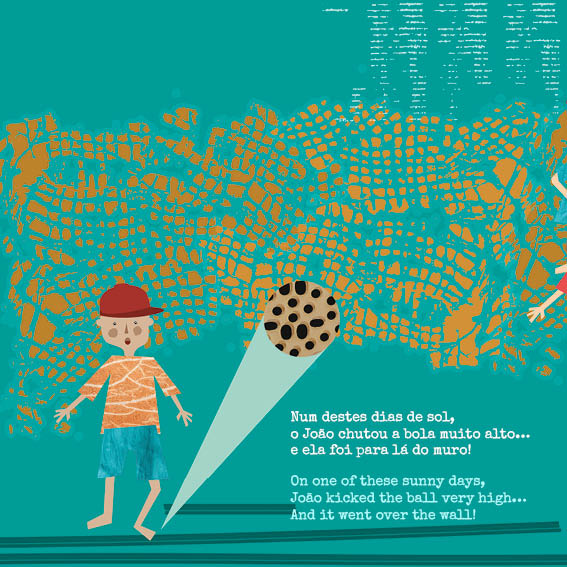 Num destes dias de sol,
o João chutou a bola muito alto...
e ela foi para lá do muro!
On one of these sunny days,
João kicked the ball very high...
And it went over the wall!